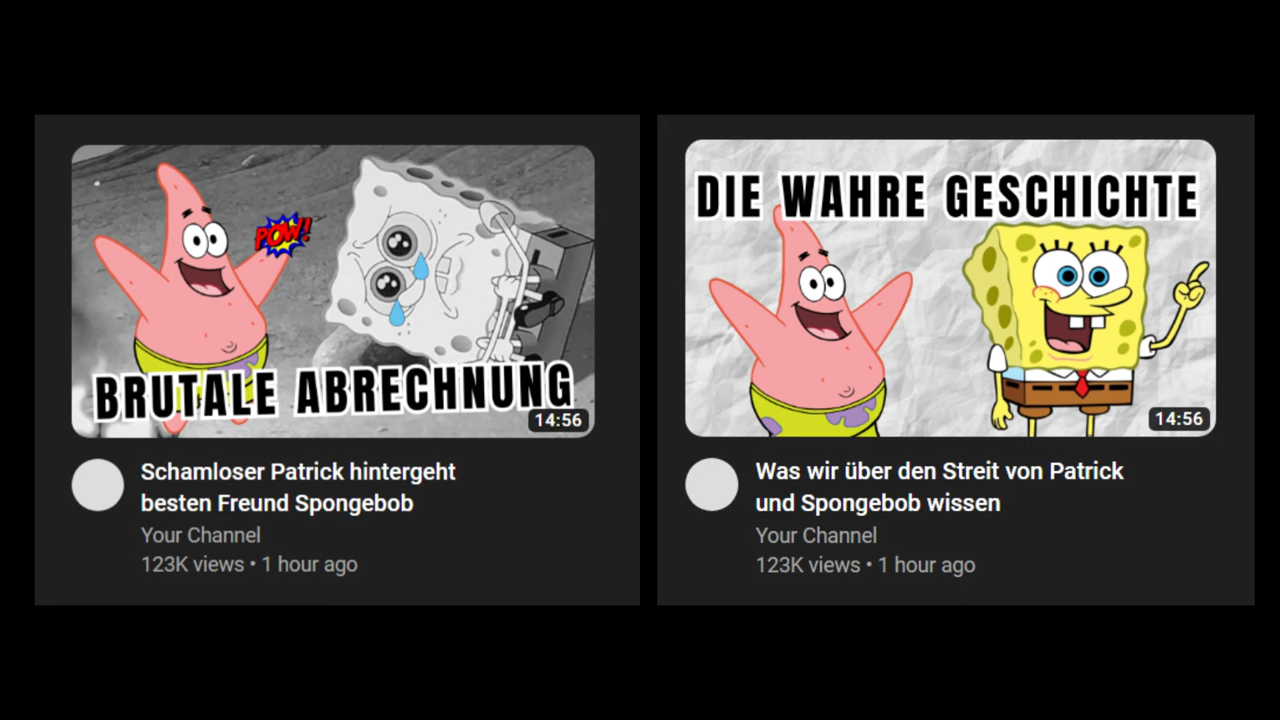 POW!
BRUTALE ABRECHNUNG
14:56
Schamloser Patrick hintergeht
besten Freund Spongebob
Your Channel
123K views • 1 hour ago
DIE WAHRE GESCHICHTE
14:56
Was wir über den Streit von Patrick
und Spongebob wissen
Your Channel
123K views • 1 hour ago